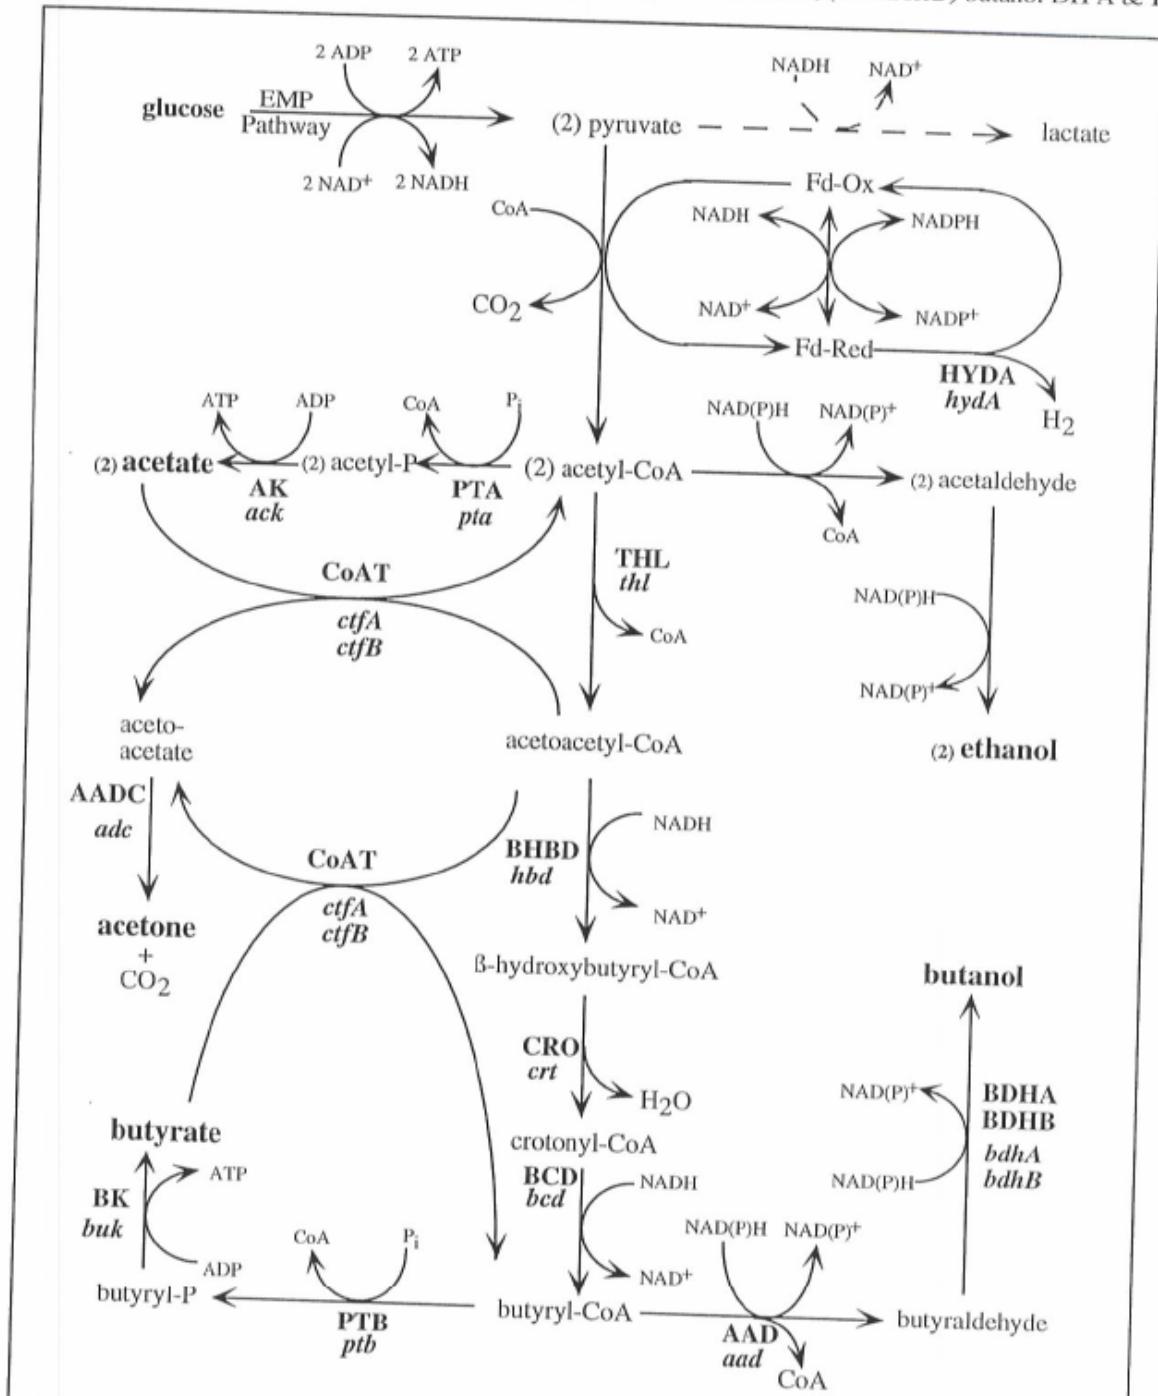 butanol DH A &
2 ADP 2 ATP
NADH NAD+
glucose EMP Pathway (2) pyruvate lactate
2 NAD+ 2 NADH
Fd-Ox
CoA
NADH NADPH
CO2
NAD+ NADP+
Fd-Red
HYDA
hydA
H2
ATP ADP CoA Pi
NAD(P)H NAD(P)+
(2) acetate (2) acetyl-P (2) acetyl-CoA (2) acetaldehyde
AK PTA
ack pta
CoA
CoAT
THL
thl
ctfA
ctfB
CoA
NAD(P)H
NAD(P)+
aceto-
acetate
acetoacetyl-CoA
(2) ethanol
AADC
adc
NADH
BHBD
hbd
CoAT
ctfA
ctfB
NAD+
acetone
+
CO2
ß-hydroxybutyryl-CoA
butanol
CRO
crt
H2O
NAD(P)+
BDHA
BDHB
bdhA
bdhB
NAD(P)H
butyrate
crotonyl-CoA
ATP
BK
buk
BCD
bcd
NADH
CoA Pi
NAD(P)H NAD(P)+
ADP
NAD+
butyryl-P butyryl-CoA butyraldehyde
PTB
ptb
AAD
aad
CoA